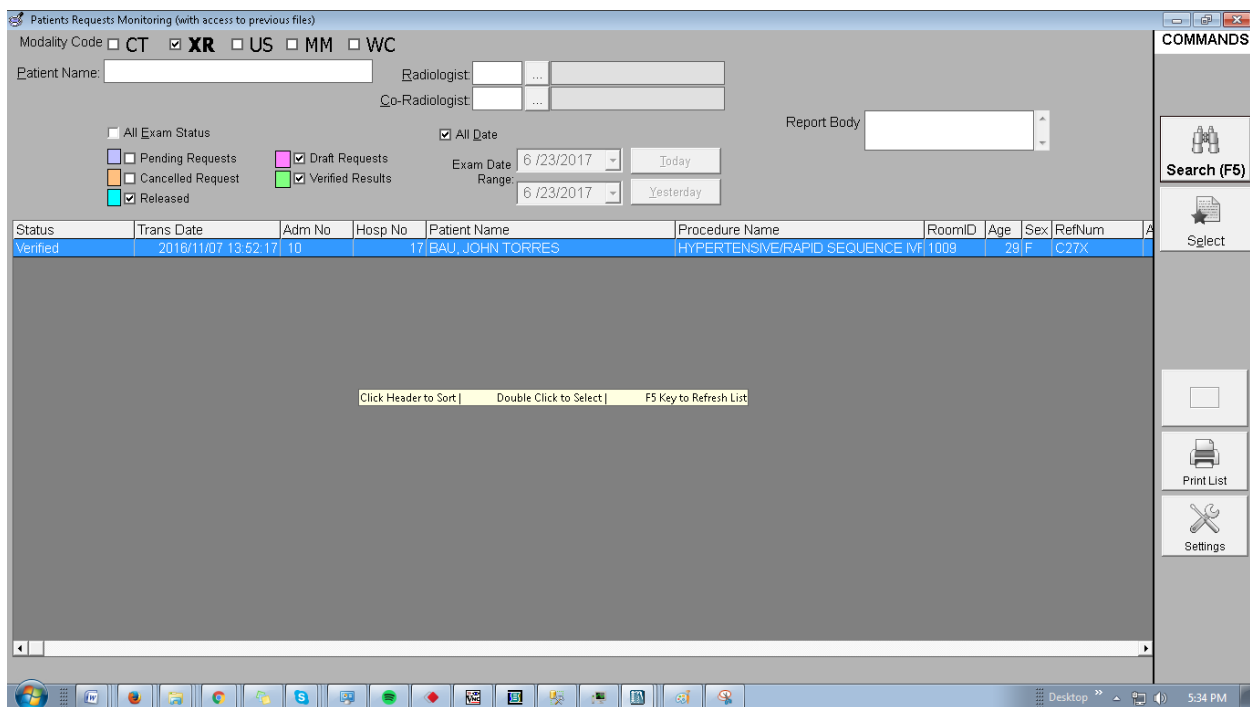 Patients Requests Monitoring (with access to previous files)
Modality Code CT XR US MM WC
COMMANDS
Patient Name:
Radiologist: ...
Co-Radiologist: ...
Report Body
All Exam Status
All Date
Pending Requests
Draft Requests
Exam Date Range:
6 /23/2017
Today
Cancelled Request
Verified Results
6 /23/2017
Yesterday
Released
Search (F5)
Select
Status Trans Date Adm No Hosp No Patient Name Procedure Name RoomID Age Sex RefNum A
Verified 2016/11/07 13:52:17 10 17 BAU, JOHN TORRES HYPERTENSIVE/RAPID SEQUENCE IVF 1009 29 F C27X
Click Header to Sort | Double Click to Select | F5 Key to Refresh List
Print List
Settings
Desktop
5:34 PM